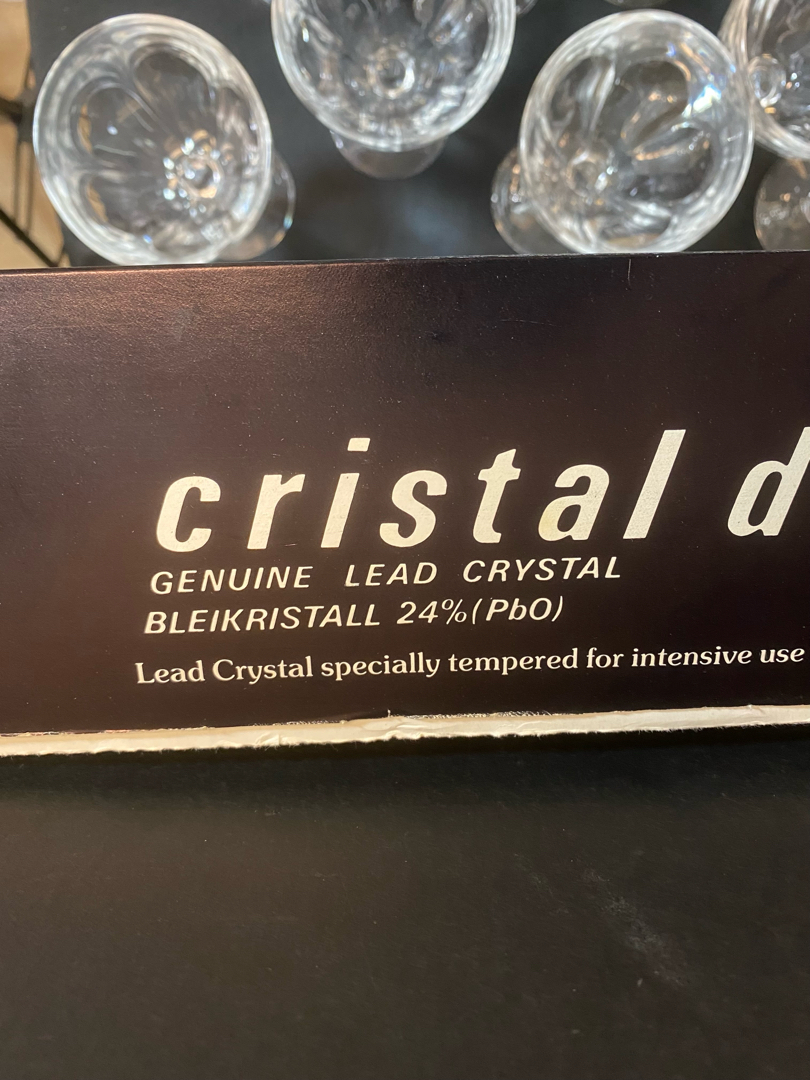 cristal d
GENUINE LEAD CRYSTAL
BLEIKRISTALL 24% (PbO)
Lead Crystal specially tempered for intensive use